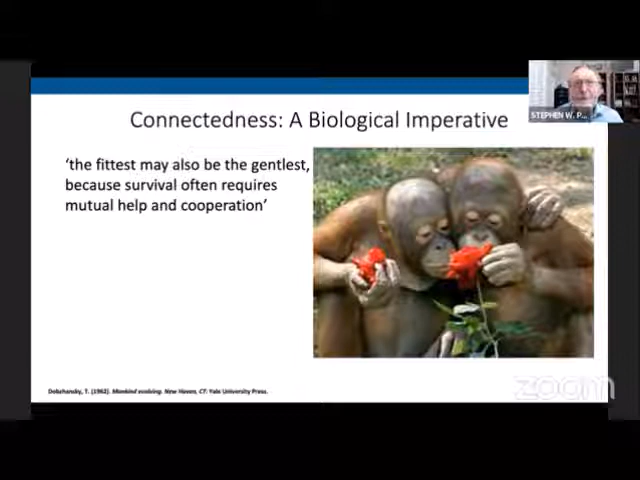 STEPHEN W. P...
Connectedness: A Biological Imperative
‘the fittest may also be the gentlest,
because survival often requires
mutual help and cooperation’
Dobzhansky, T. (1962). Mankind evolving. New Haven, CT: Yale University Press.
zoom